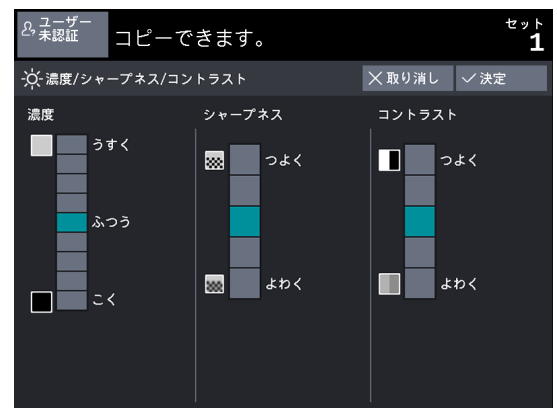 ユーザー
未認証
コピーできます。
セット
1
濃度/シャープネス/コントラスト
取り消し
決定
濃度
シャープネス
コントラスト
うすく
つよく
つよく
ふつう
よわく
よわく
こく